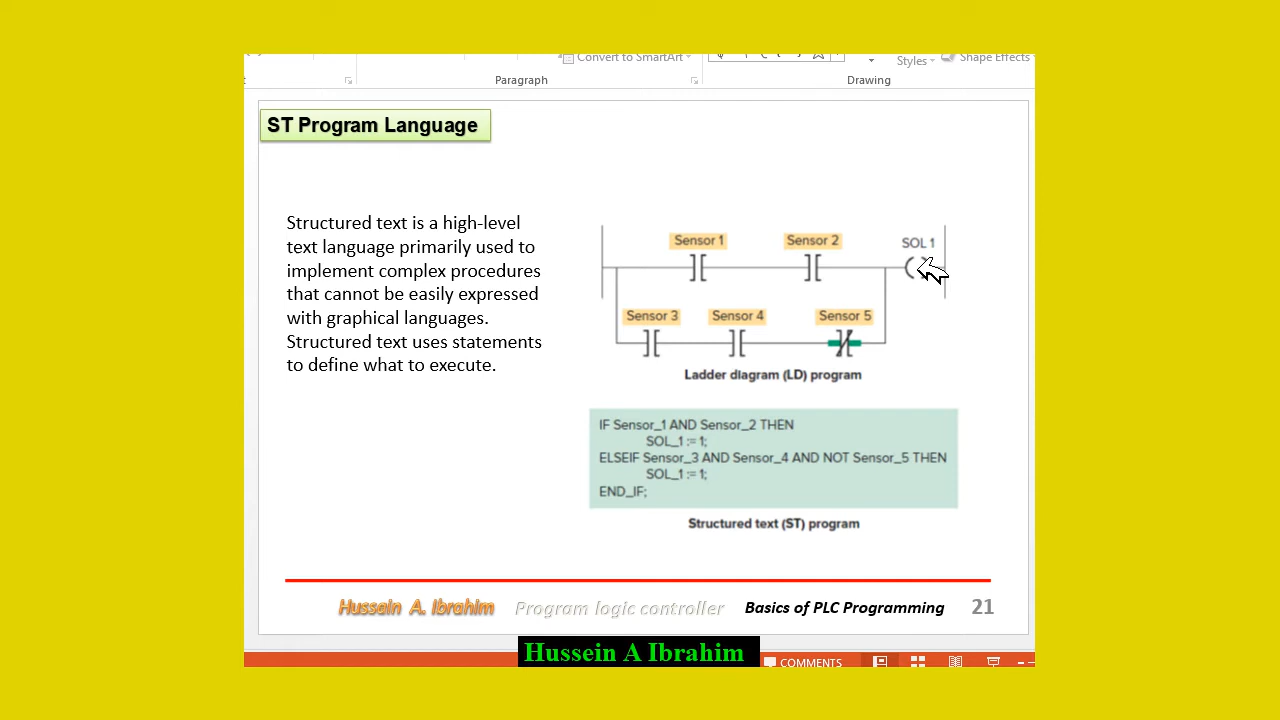 Convert to SmartArt
Styles
Shape Effects
Paragraph
Drawing
ST Program Language
Structured text is a high-level
text language primarily used to
implement complex procedures
that cannot be easily expressed
with graphical languages.
Structured text uses statements
to define what to execute.
Sensor 1
Sensor 2
SOL 1
Sensor 3
Sensor 4
Sensor 5
Ladder diagram (LD) program
IF Sensor_1 AND Sensor_2 THEN
SOL_1 := 1;
ELSEIF Sensor_3 AND Sensor_4 AND NOT Sensor_5 THEN
SOL_1 := 1;
END_IF;
Structured text (ST) program
Hussein A. Ibrahim Program logic controller Basics of PLC Programming 21
Hussein A Ibrahim
COMMENTS